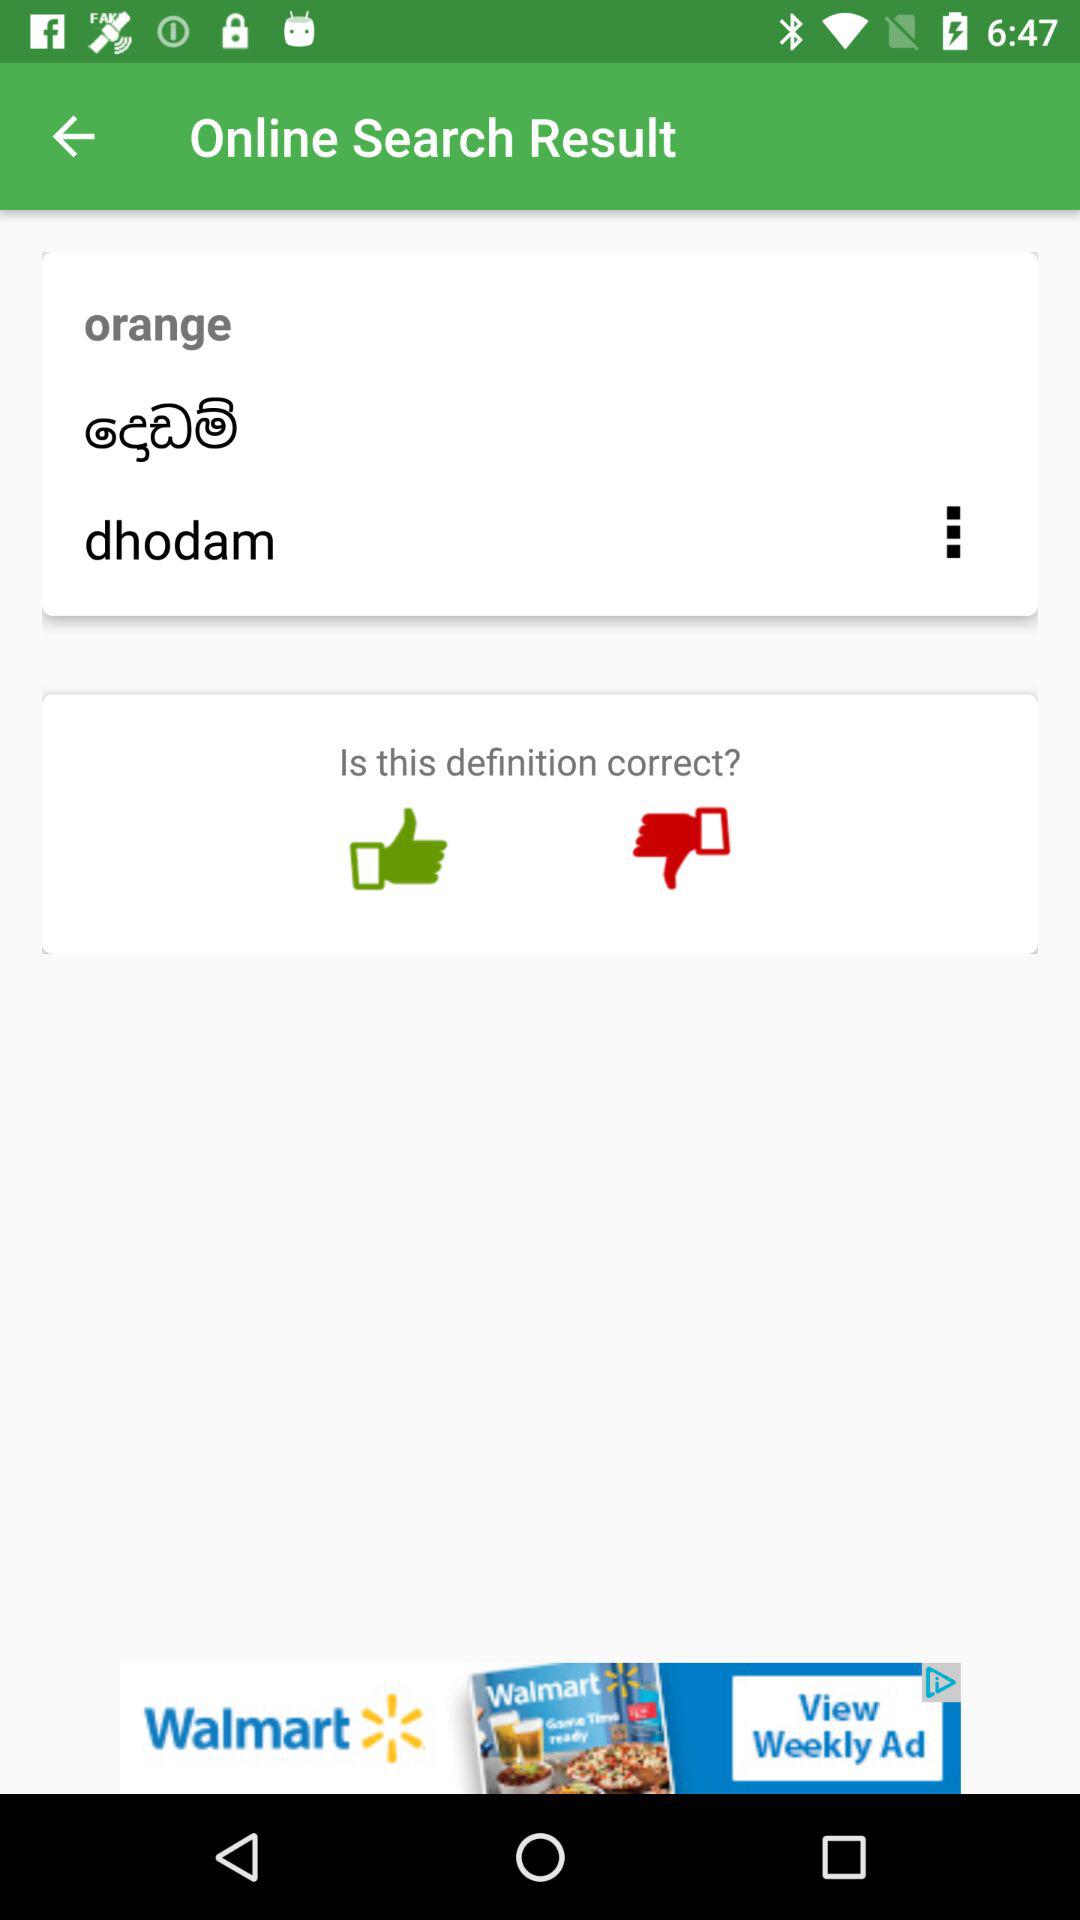 FAKE
6:47
Online Search Result
orange
දොඩම්
dhodam
Is this definition correct?
Walmart
Walmart
Game Time
ready
View
Weekly Ad